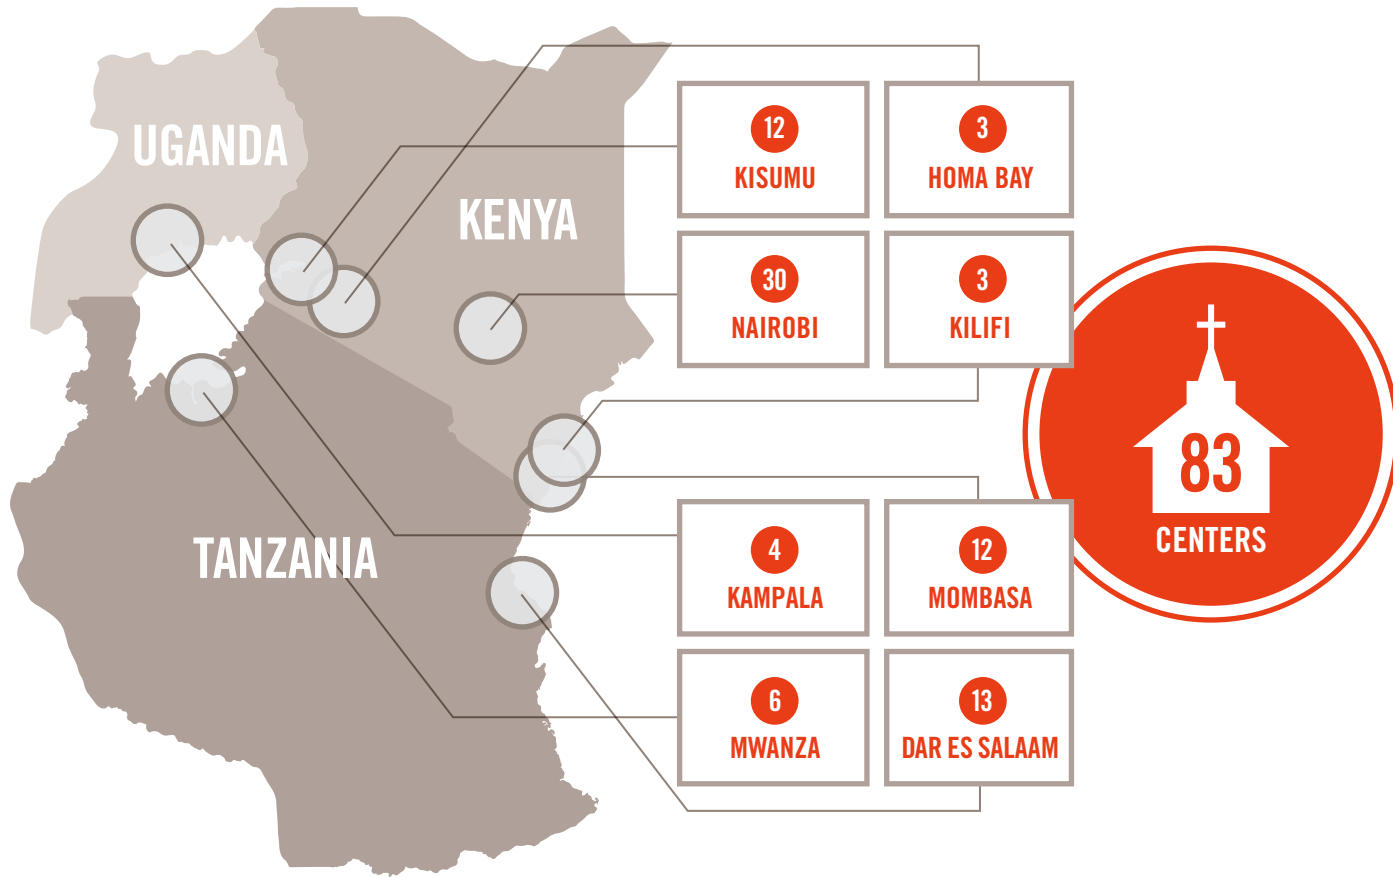 UGANDA
KENYA
TANZANIA
12
KISUMU
3
HOMA BAY
30
NAIROBI
3
KILIFI
4
KAMPALA
12
MOMBASA
6
MWANZA
13
DAR ES SALAAM
83
CENTERS